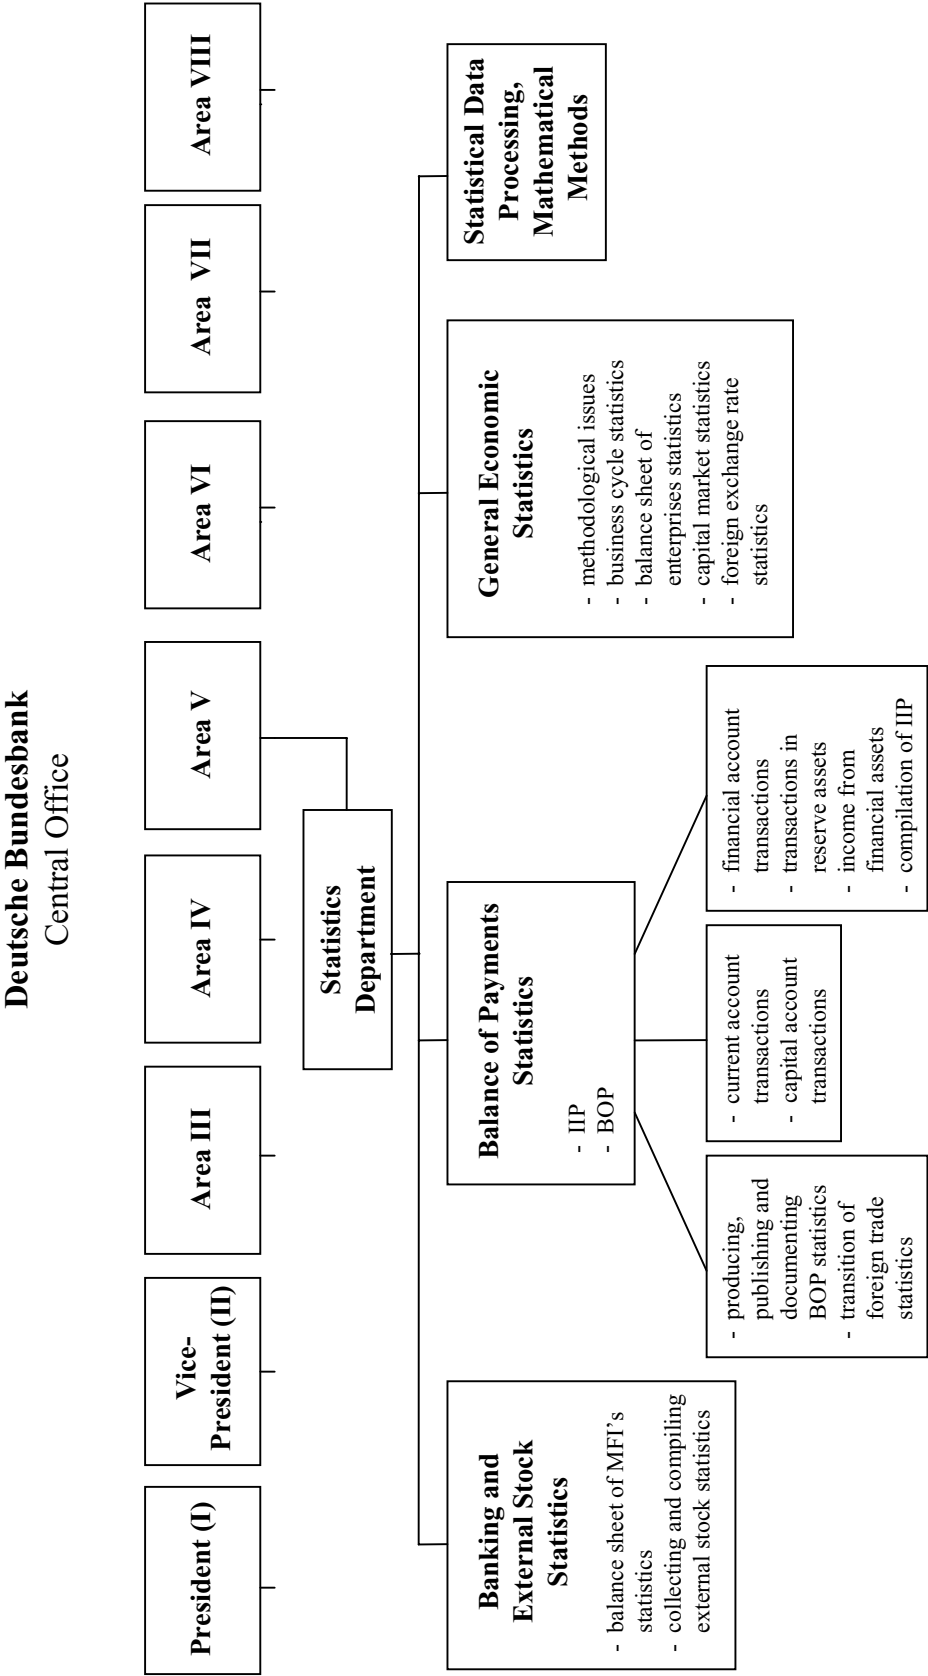 Deutsche Bundesbank
Central Office
President (I)
Vice-
President (II)
Area III
Area IV
Area V
Area VI
Area VII
Area VIII
Statistics
Department
Banking and
External Stock
Statistics
- balance sheet of MFI's
statistics
- collecting and compiling
external stock statistics
Balance of Payments
Statistics
- IIP
- BOP
General Economic
Statistics
- methodological issues
- business cycle statistics
- balance sheet of
enterprises statistics
- capital market statistics
- foreign exchange rate
statistics
Statistical Data
Processing,
Mathematical
Methods
- producing,
publishing and
documenting
BOP statistics
- transition of
foreign trade
statistics
- current account
transactions
- capital account
transactions
- financial account
transactions
- transactions in
reserve assets
- income from
financial assets
- compilation of IIP